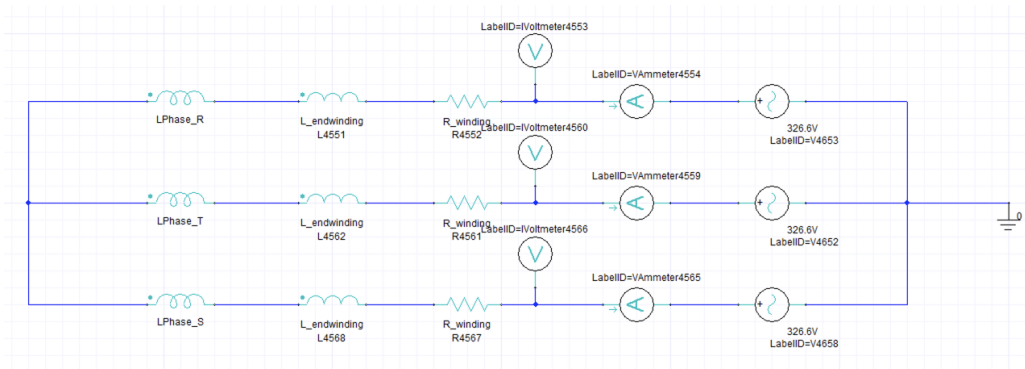 LabelID=IVoltmeter4553
LabelID=VAmmeter4554
LPhase_R
L_endwinding
L4551
R_winding
R4552
326.6V
LabelID=V4653
LabelID=IVoltmeter4560
LabelID=VAmmeter4559
LPhase_T
L_endwinding
L4562
R_winding
R4561
326.6V
LabelID=V4652
0
LabelID=IVoltmeter4566
LabelID=VAmmeter4565
LPhase_S
L_endwinding
L4568
R_winding
R4567
326.6V
LabelID=V4658